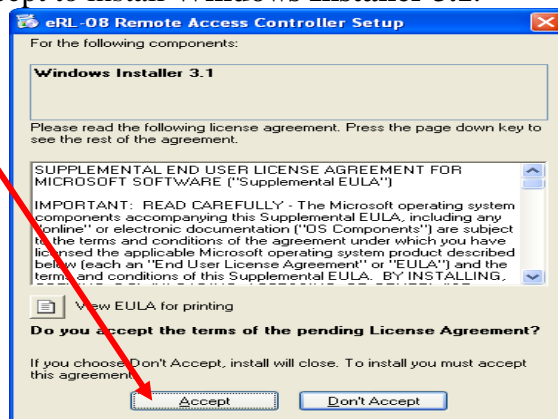 eRL-08 Remote Access Controller Setup
For the following components:
Windows Installer 3.1
Please read the following license agreement. Press the page down key to
see the rest of the agreement.
SUPPLEMENTAL END USER LICENSE AGREEMENT FOR
MICROSOFT SOFTWARE ("Supplemental EULA")
IMPORTANT: READ CAREFULLY - The Microsoft operating system
components accompanying this Supplemental EULA, including any
"online" or electronic documentation ("OS Components") are subject
to the terms and conditions of the agreement under which you have
licensed the applicable Microsoft operating system product described
below (each an "End User License Agreement" or "EULA") and the
terms and conditions of this Supplemental EULA. BY INSTALLING,
View EULA for printing
Do you accept the terms of the pending License Agreement?
If you choose Don't Accept, install will close. To install you must accept
this agreement.
Accept
Don't Accept